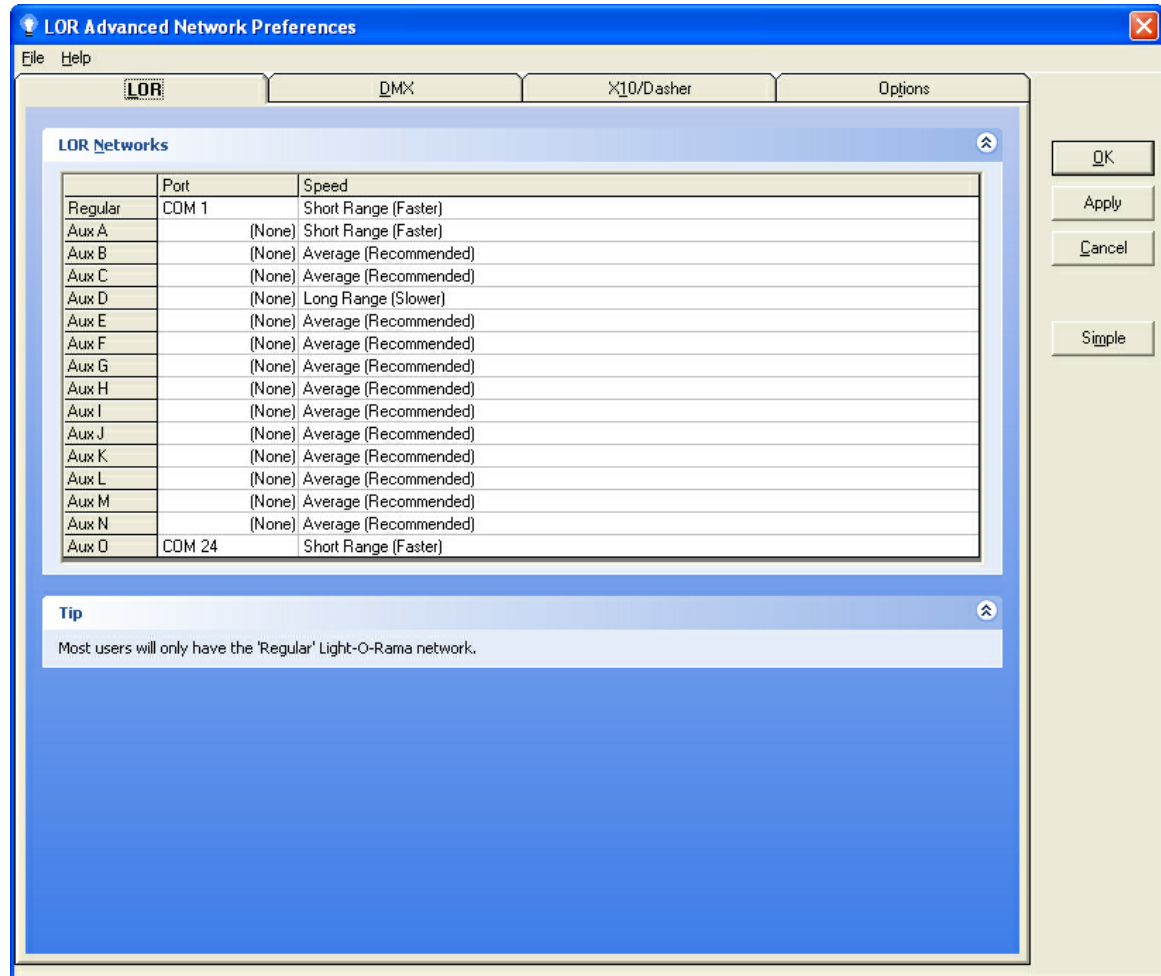 LOR Advanced Network Preferences
File Help
LOR DMX X10/Dasher Options
LOR Networks
Port Speed
Regular COM 1 Short Range (Faster)
Aux A (None) Short Range (Faster)
Aux B (None) Average (Recommended)
Aux C (None) Average (Recommended)
Aux D (None) Long Range (Slower)
Aux E (None) Average (Recommended)
Aux F (None) Average (Recommended)
Aux G (None) Average (Recommended)
Aux H (None) Average (Recommended)
Aux I (None) Average (Recommended)
Aux J (None) Average (Recommended)
Aux K (None) Average (Recommended)
Aux L (None) Average (Recommended)
Aux M (None) Average (Recommended)
Aux N (None) Average (Recommended)
Aux O COM 24 Short Range (Faster)
Tip
Most users will only have the 'Regular' Light-O-Rama network.
OK
Apply
Cancel
Simple